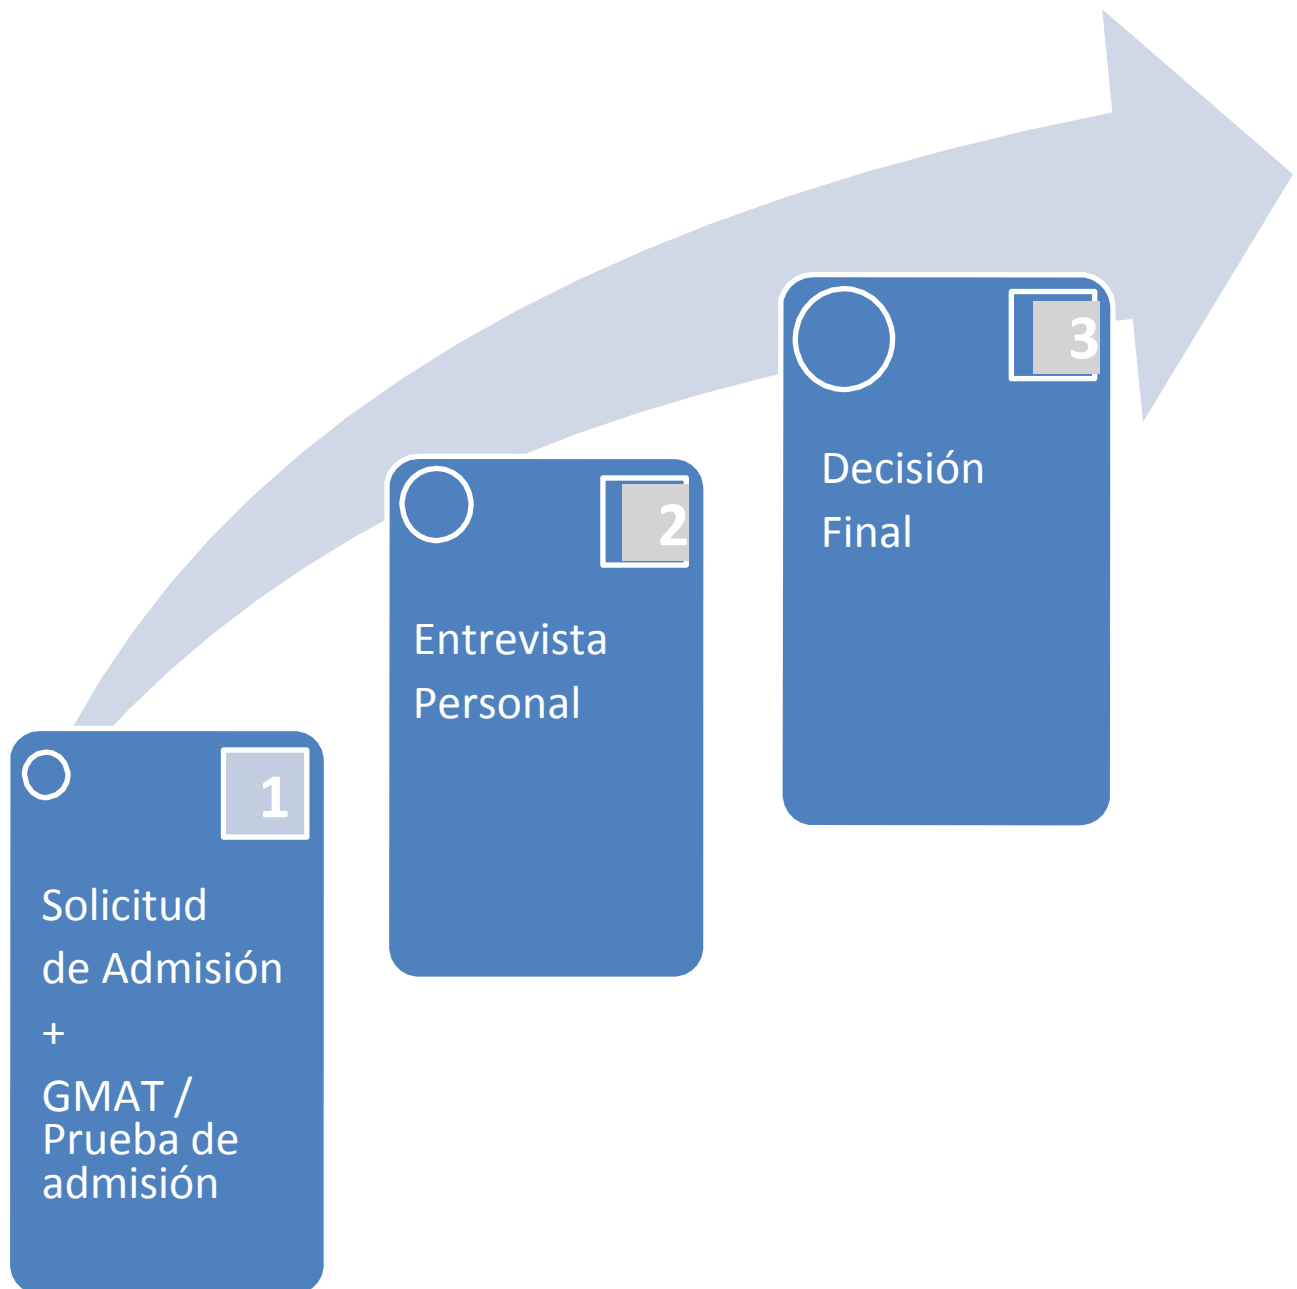 1
Solicitud
de Admisión
+
GMAT /
Prueba de
admisión
2
Entrevista
Personal
3
Decisión
Final